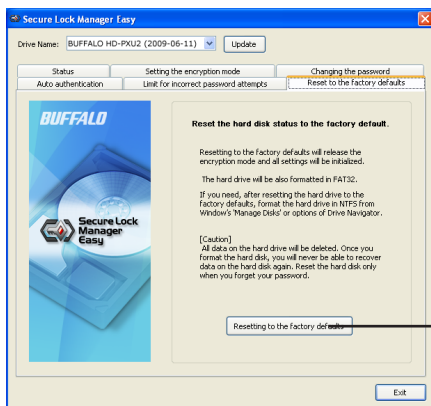 Secure Lock Manager Easy
Drive Name: BUFFALO HD-PXU2 (2009-06-11) Update
Status Setting the encryption mode Changing the password
Auto authentication Limit for incorrect password attempts Reset to the factory defaults
BUFFALO
Secure Lock
Manager
Easy
Reset the hard disk status to the factory default.
Resetting to the factory defaults will release the
encryption mode and all settings will be initialized.
The hard drive will be also formatted in FAT32.
If you need, after resetting the hard drive to the
factory defaults, format the hard drive in NTFS from
Window's 'Manage Disks' or options of Drive Navigator.
[Caution]
All data on the hard drive will be deleted. Once you
format the hard disk, you will never be able to recover
data on the hard disk again. Reset the hard disk only
when you forget your password.
Resetting to the factory defaults
Exit